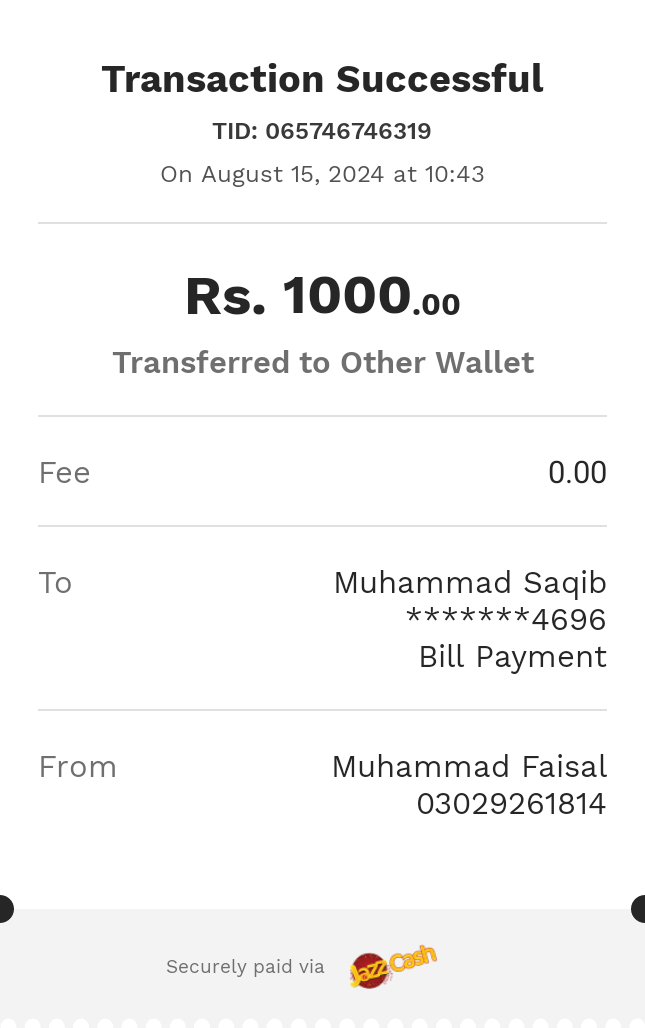 Transaction Successful
TID: 065746746319
On August 15, 2024 at 10:43
Rs. 1000.00
Transferred to Other Wallet
Fee 0.00
To Muhammad Saqib
*******4696
Bill Payment
From Muhammad Faisal
03029261814
Securely paid via JazzCash